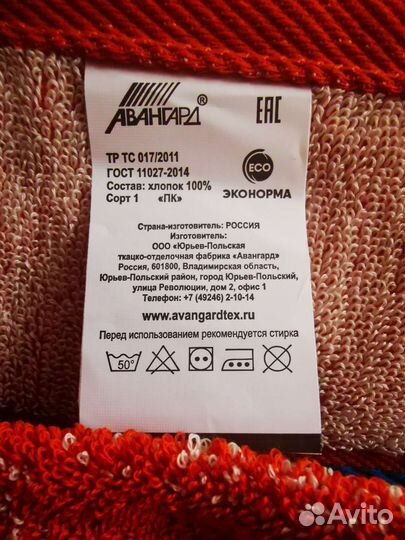 АВАНГАРД®
ЕАС
ТР ТС 017/2011
ГОСТ 11027-2014
Состав: хлопок 100%
Сорт 1 «ПК»
ECO
ЭКОНОРМА
Страна-изготовитель: РОССИЯ
Изготовитель:
ООО «Юрьев-Польская
ткацко-отделочная фабрика «Авангард»
Россия, 601800, Владимирская область,
Юрьев-Польский район, город Юрьев-Польский,
улица Революции, дом 2, офис 1
Телефон: +7 (49246) 2-10-14
www.avangardtex.ru
Перед использованием рекомендуется стирка
50°
Avito